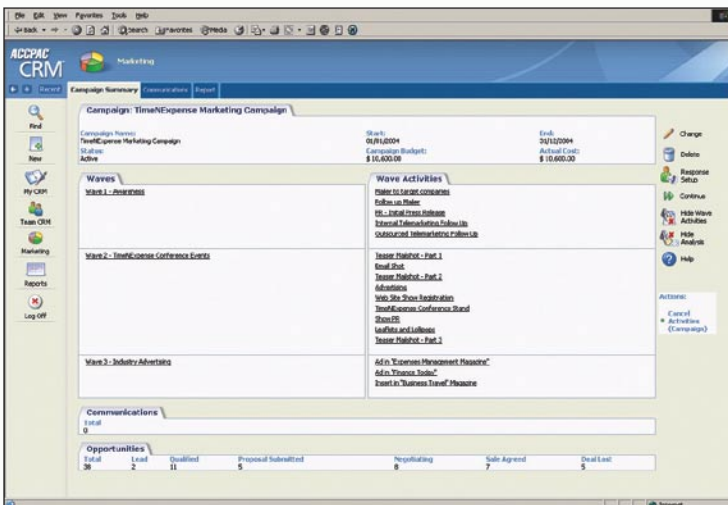 File Edit View Favorites Tools Help
Back Search Favorites Media
ACCPAC
CRM
Marketing
Recent Campaign Summary Communications Report
Find
New
My CRM
Team CRM
Marketing
Reports
Log Off
Campaign: TimeNExpense Marketing Campaign
Campaign Name: Start: End:
TimeNExpense Marketing Campaign 01/01/2004 31/12/2004
Status: Campaign Budget: Actual Cost:
Active $ 10,600.00 $ 10,600.00
Waves Wave Activities
Wave 1 - Awareness
Mailer to target companies
Follow up Mailer
PR - Initial Press Release
Internal Telemarketing Follow Up
Outsourced Telemarketing Follow Up
Wave 2 - TimeNExpense Conference Events
Teaser Mailshot - Part 1
Email Shot
Teaser Mailshot - Part 2
Advertising
Web Site Show Registration
TimeNExpense Conference Stand
Show PR
Leaflets and Lollipops
Teaser Mailshot - Part 3
Wave 3 - Industry Advertising
Ad in "Expenses Management Magazine"
Ad in "Finance Today"
Insert in "Business Travel" Magazine
Communications
Total
0
Opportunities
Total Lead Qualified Proposal Submitted Negotiating Sale Agreed Deal Lost
2 11 5 7 5
Change
Delete
Response
Setup
Continue
Hide Wave
Activities
Hide
Analysis
Help
Actions:
Cancel
Activities
(Campaign)
Internet